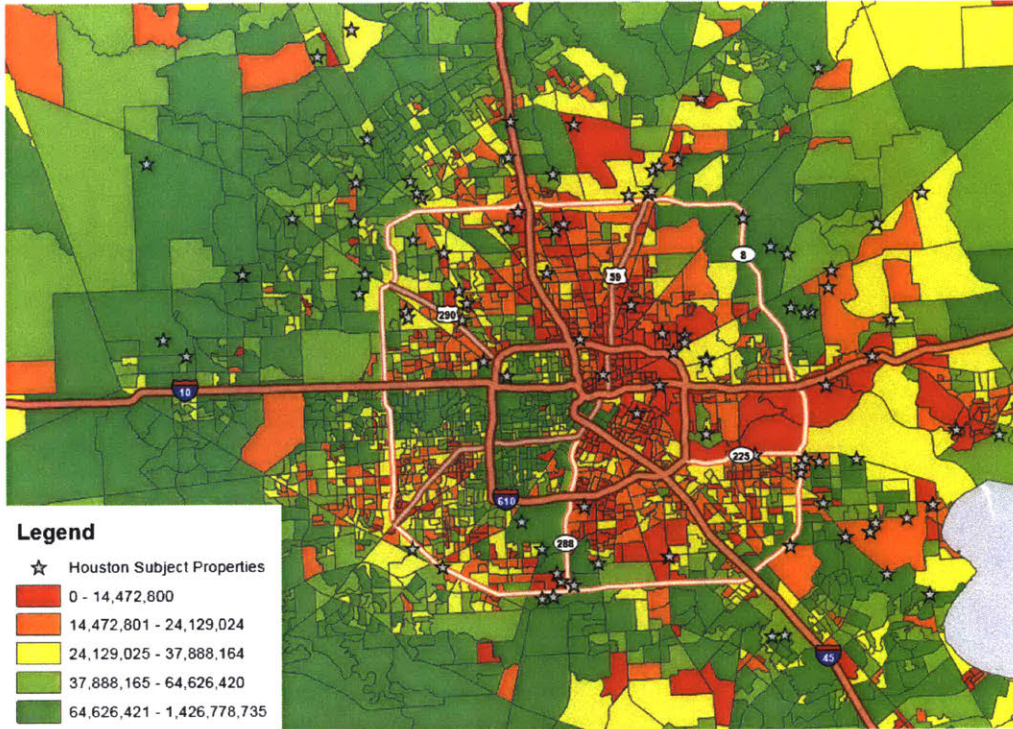 8
59
290
10
225
610
288
45
Legend
Houston Subject Properties
0 - 14,472,800
14,472,801 - 24,129,024
24,129,025 - 37,888,164
37,888,165 - 64,626,420
64,626,421 - 1,426,778,735